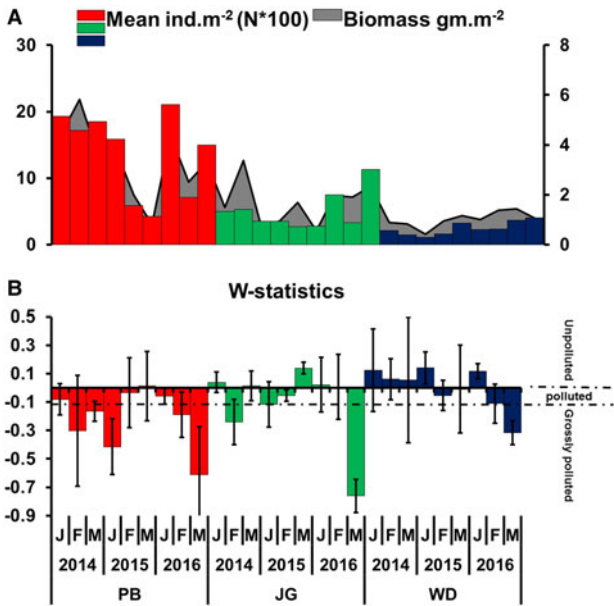 A
Mean ind.m⁻² (N*100) Biomass gm.m⁻²
30 8
20 6
4
10 2
0 0
B
W-statistics
0.5
0.3
0.1
-0.1
-0.3
-0.5
-0.7
-0.9
Unpolluted
polluted
Grossly polluted
J F M J F M J F M J F M J F M J F M J F M J F M J F M
2014 2015 2016 2014 2015 2016 2014 2015 2016
PB JG WD